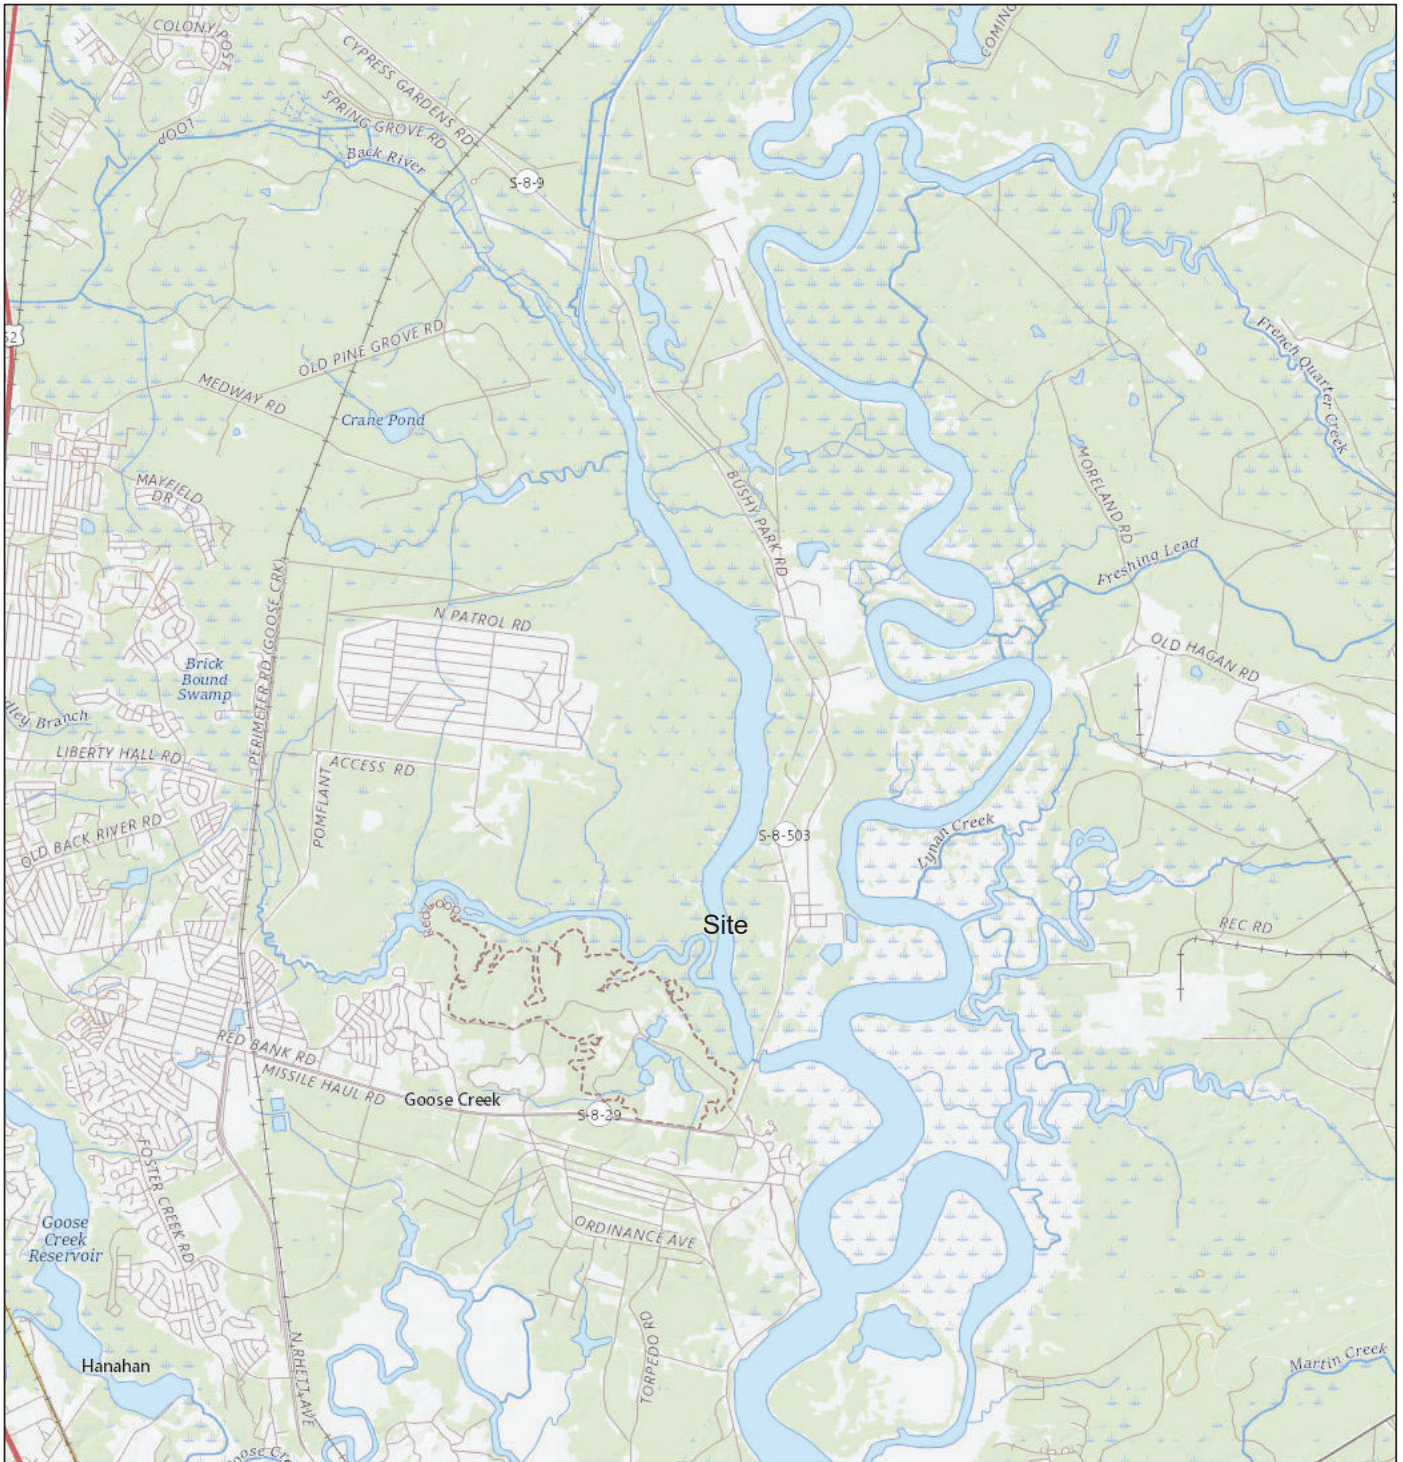 COLONY POST
COMING
CYPRESS GARDENS RD
SPRING GROVE RD
LOOP
Back River
S-8-9
52
French Quarter Creek
OLD PINE GROVE RD
MEDWAY RD
Crane Pond
MAYFIELD
DR
BUSHY PARK RD
MORELAND RD
Freshing Lead
PERIMETER RD (GOOSE CRK)
N PATROL RD
OLD HAGAN RD
Brick
Bound
Swamp
dley Branch
LIBERTY HALL RD
ACCESS RD
POMFLANT
OLD BACK RIVER RD
S-8-503
Lynan Creek
Site
REC RD
RED BANK RD
MISSILE HAUL RD
Goose Creek
S-8-29
FOSTER CREEK RD
Goose
Creek
Reservoir
ORDINANCE AVE
TORPEDO RD
N RHETT AVE
Hanahan
Martin Creek
oose Cre